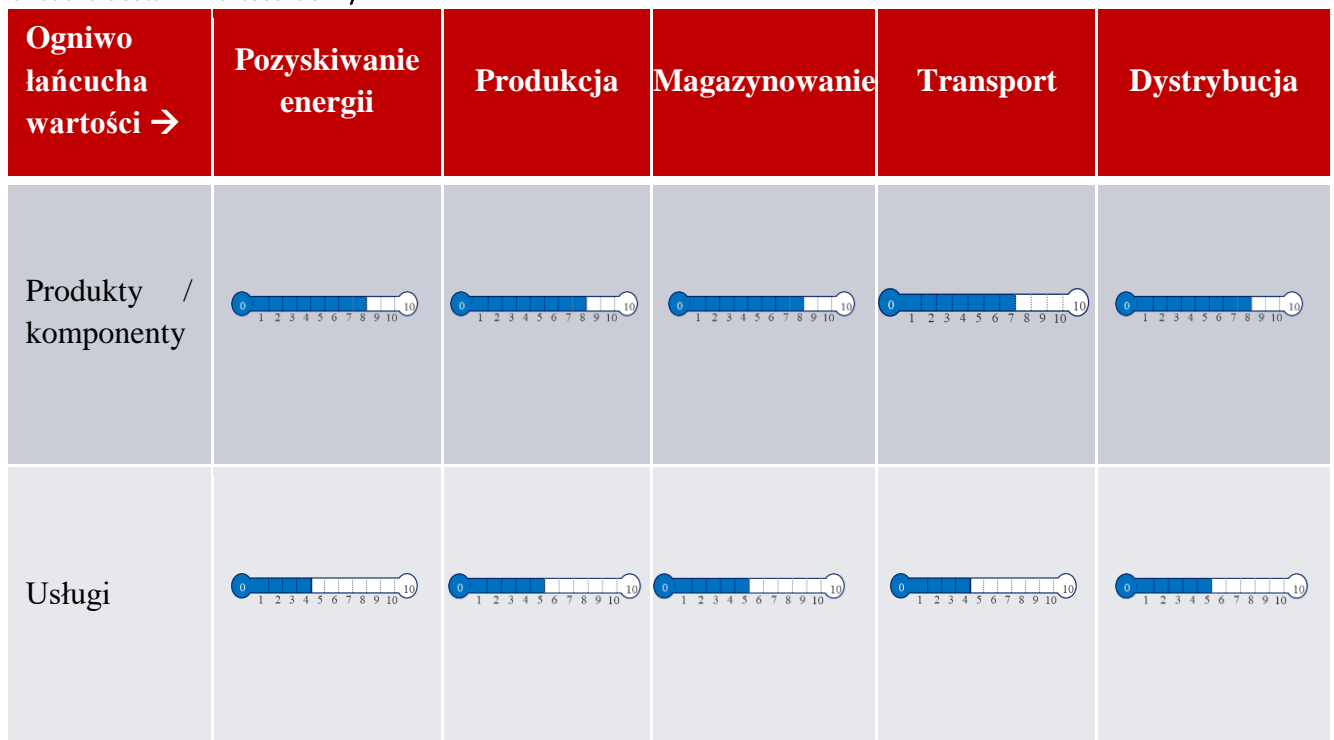 Ogniwo
łańcucha
wartości →
Pozyskiwanie
energii
Produkcja
Magazynowanie
Transport
Dystrybucja
Produkty /
komponenty
0 10
1 2 3 4 5 6 7 8 9 10
0 10
1 2 3 4 5 6 7 8 9 10
0 10
1 2 3 4 5 6 7 8 9 10
0 10
1 2 3 4 5 6 7 8 9 10
0 10
1 2 3 4 5 6 7 8 9 10
Usługi
0 10
1 2 3 4 5 6 7 8 9 10
0 10
1 2 3 4 5 6 7 8 9 10
0 10
1 2 3 4 5 6 7 8 9 10
0 10
1 2 3 4 5 6 7 8 9 10
0 10
1 2 3 4 5 6 7 8 9 10